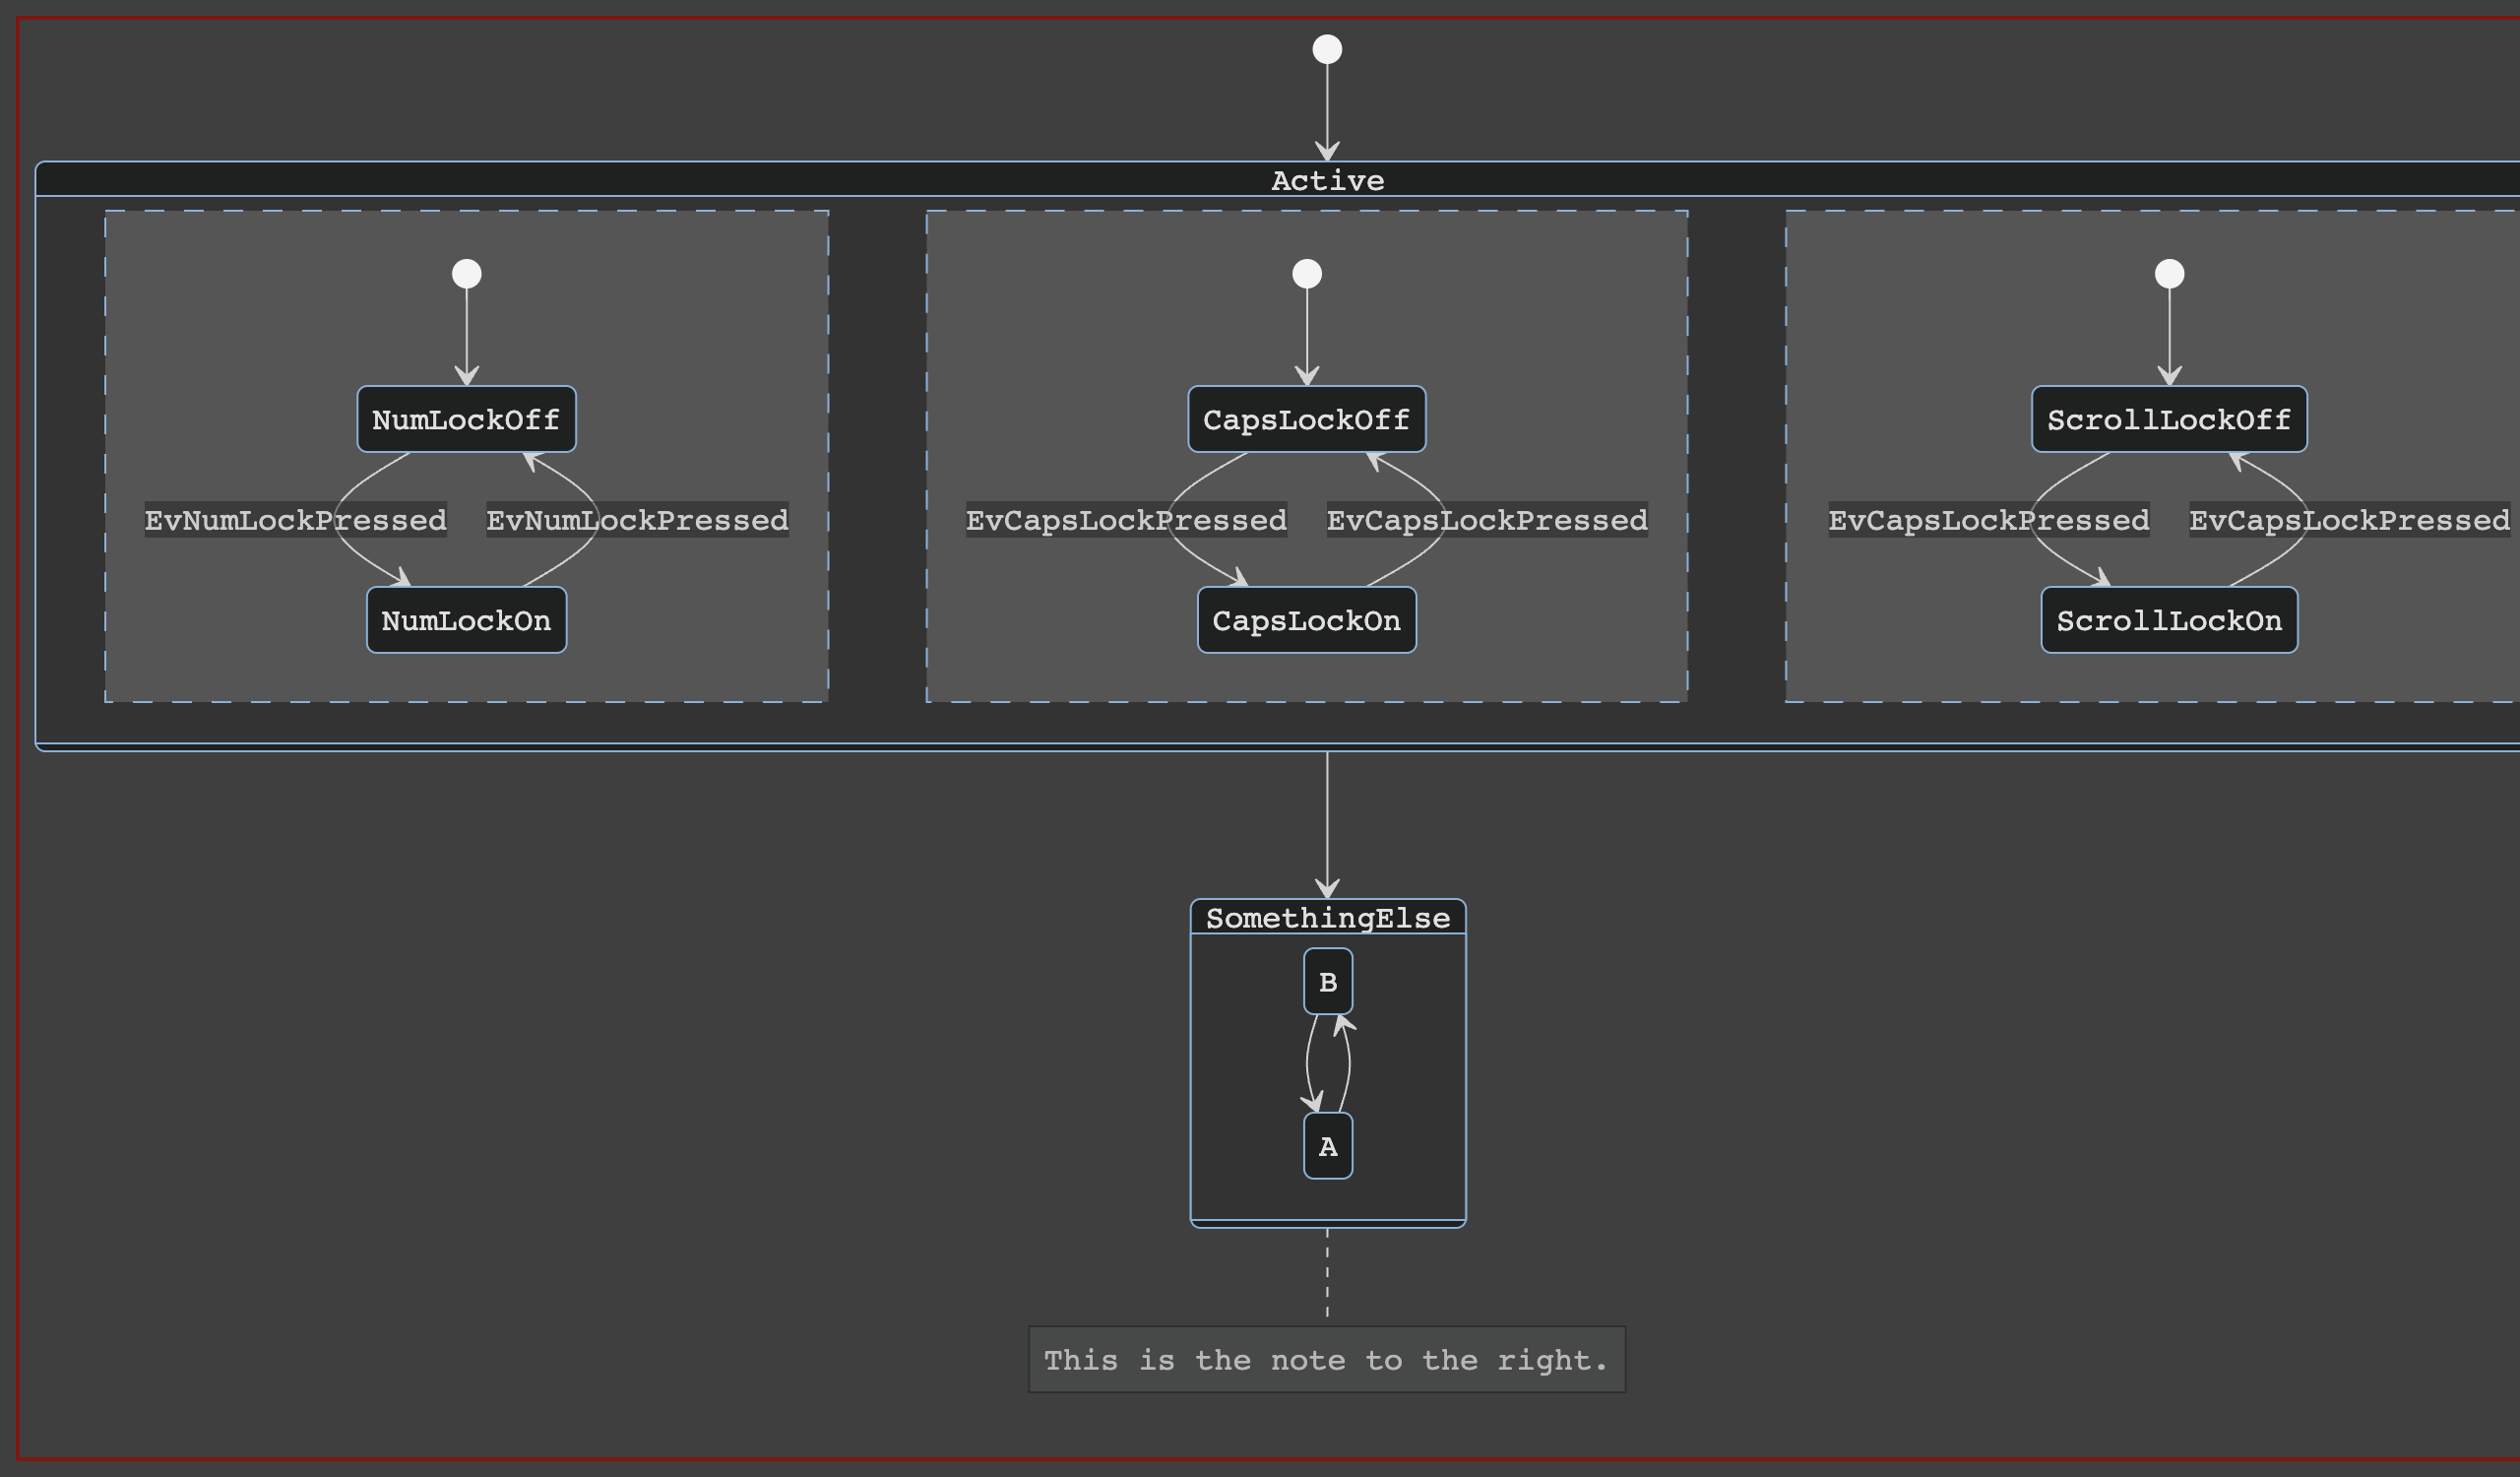 Active
NumLockOff
CapsLockOff
ScrollLockOff
EvNumLockPressed
EvNumLockPressed
EvCapsLockPressed
EvCapsLockPressed
EvCapsLockPressed
EvCapsLockPressed
NumLockOn
CapsLockOn
ScrollLockOn
SomethingElse
B
A
This is the note to the right.